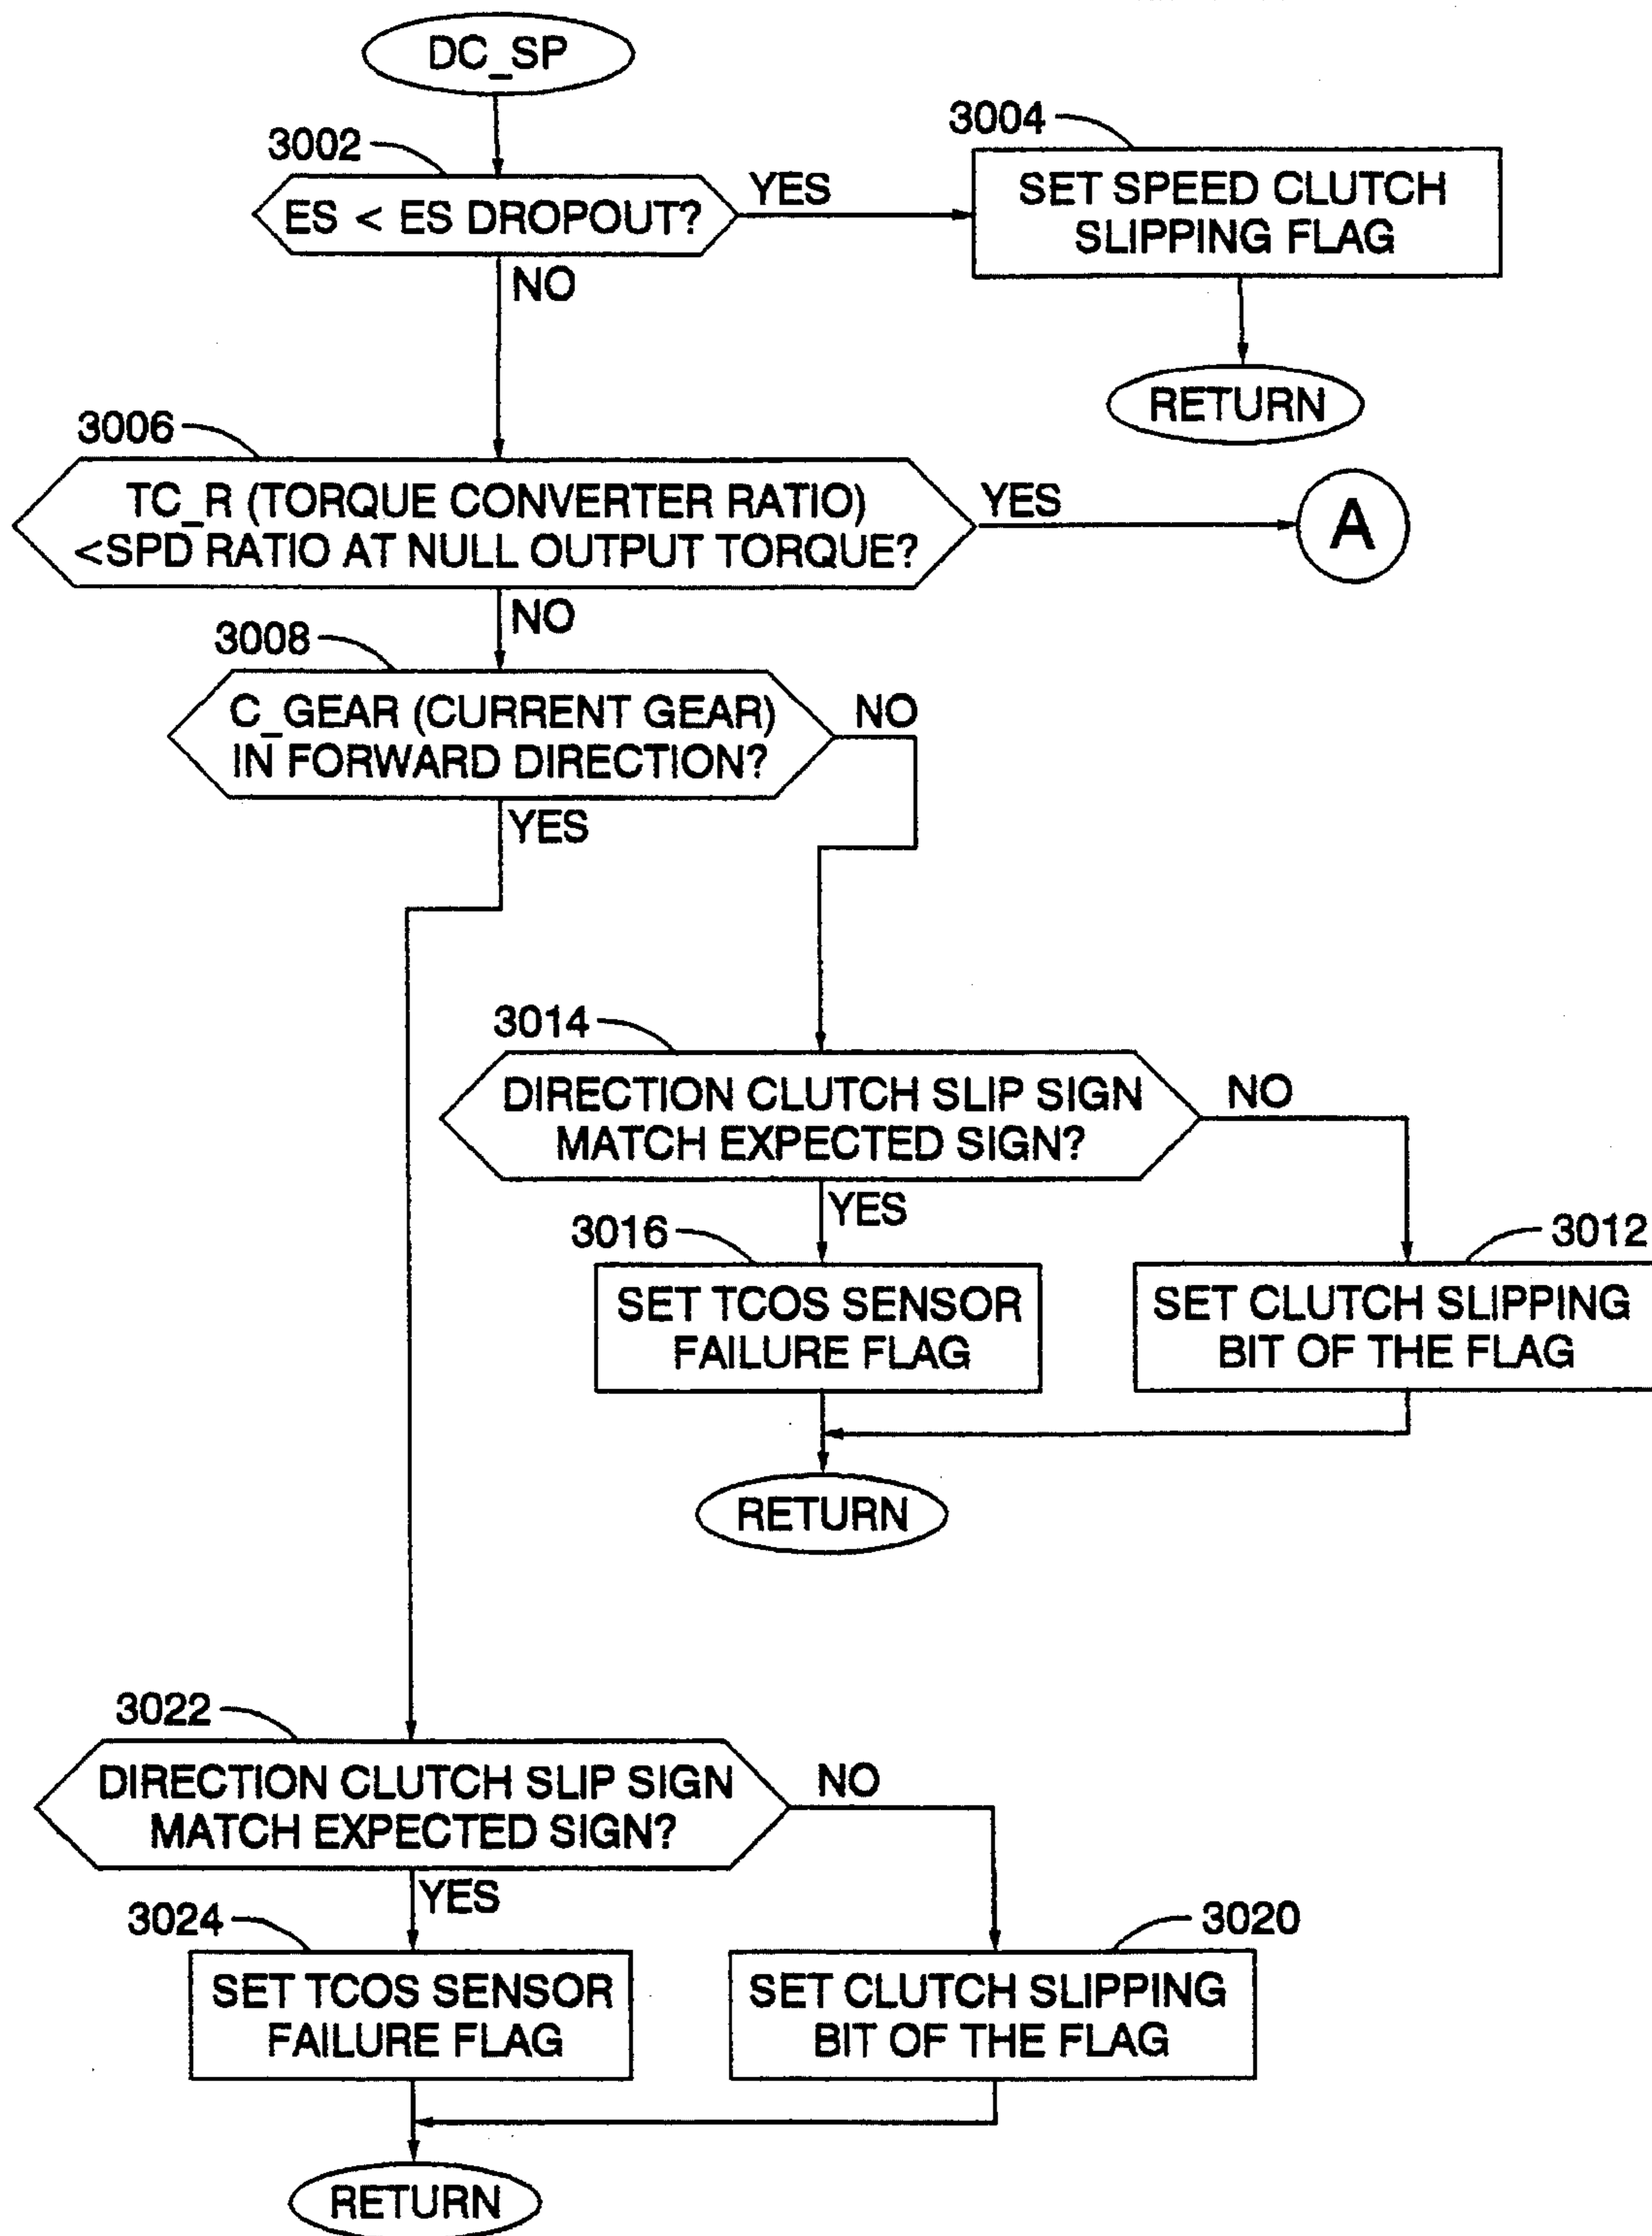 DC_SP
3002
ES < ES DROPOUT?
YES
3004
SET SPEED CLUTCH
SLIPPING FLAG
NO
RETURN
3006
TC_R (TORQUE CONVERTER RATIO)
<SPD RATIO AT NULL OUTPUT TORQUE?
YES
A
NO
3008
C_GEAR (CURRENT GEAR)
IN FORWARD DIRECTION?
NO
YES
3014
DIRECTION CLUTCH SLIP SIGN
MATCH EXPECTED SIGN?
NO
YES
3016
SET TCOS SENSOR
FAILURE FLAG
3012
SET CLUTCH SLIPPING
BIT OF THE FLAG
RETURN
3022
DIRECTION CLUTCH SLIP SIGN
MATCH EXPECTED SIGN?
NO
YES
3024
SET TCOS SENSOR
FAILURE FLAG
3020
SET CLUTCH SLIPPING
BIT OF THE FLAG
RETURN